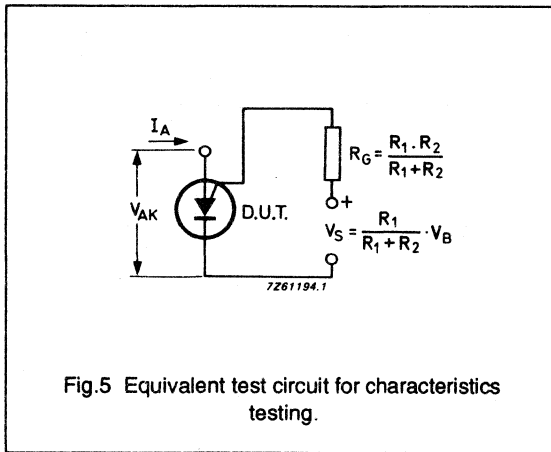 I_A
V_AK
D.U.T.
R_G = R_1 . R_2 / R_1 + R_2
+
V_S = R_1 / R_1 + R_2 · V_B
7Z61194.1
Fig.5 Equivalent test circuit for characteristics
testing.